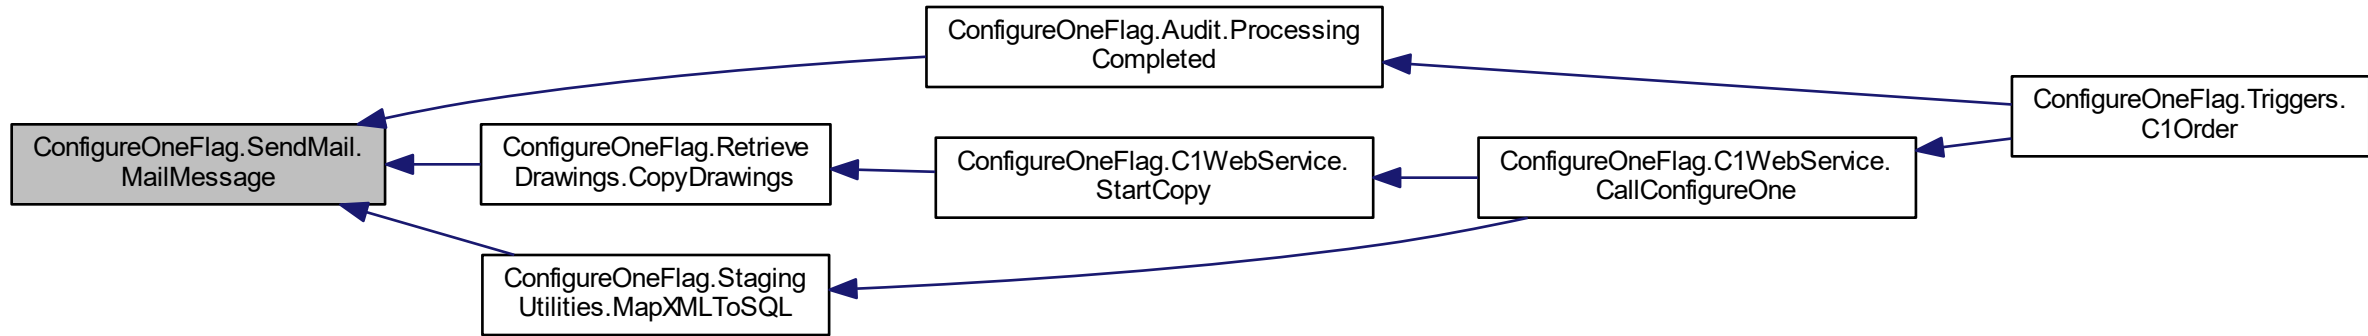 ConfigureOneFlag.SendMail.
MailMessage
ConfigureOneFlag.Audit.Processing
Completed
ConfigureOneFlag.Retrieve
Drawings.CopyDrawings
ConfigureOneFlag.Staging
Utilities.MapXMLToSQL
ConfigureOneFlag.C1WebService.
StartCopy
ConfigureOneFlag.C1WebService.
CallConfigureOne
ConfigureOneFlag.Triggers.
C1Order